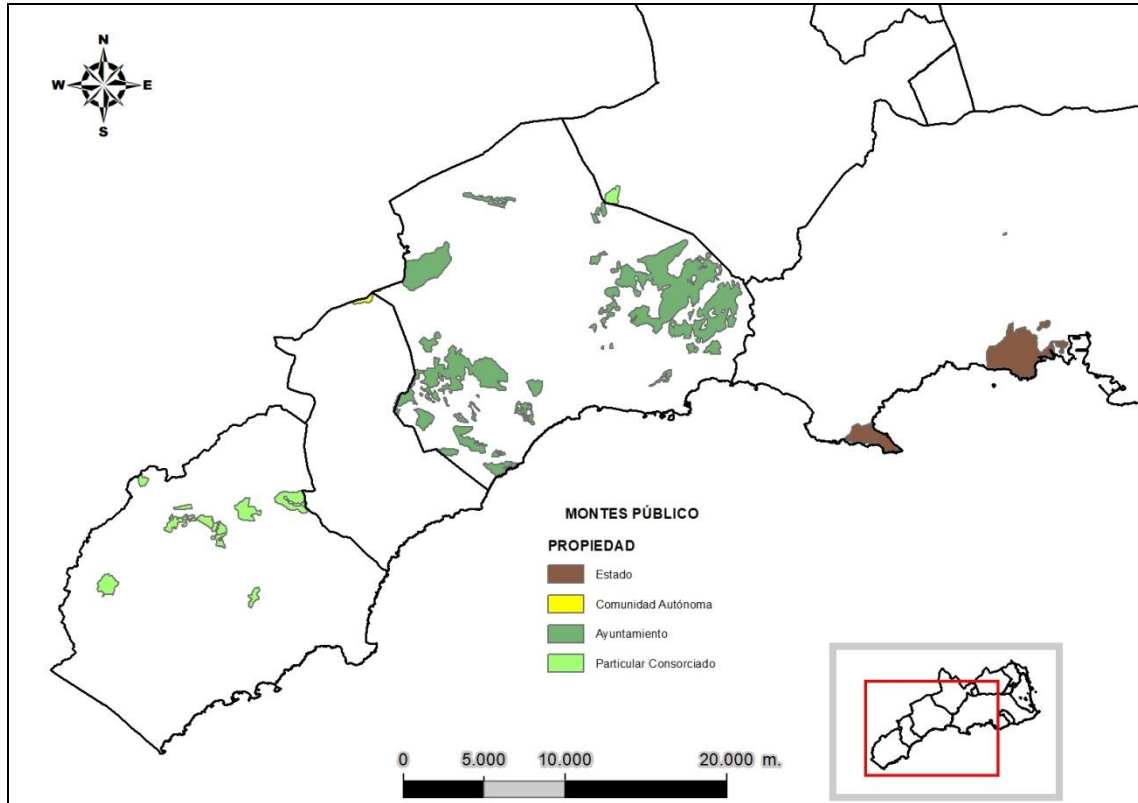 N
W E
S
MONTES PÚBLICO
PROPIEDAD
Estado
Comunidad Autónoma
Ayuntamiento
Particular Consorciado
0 5.000 10.000 20.000 m.